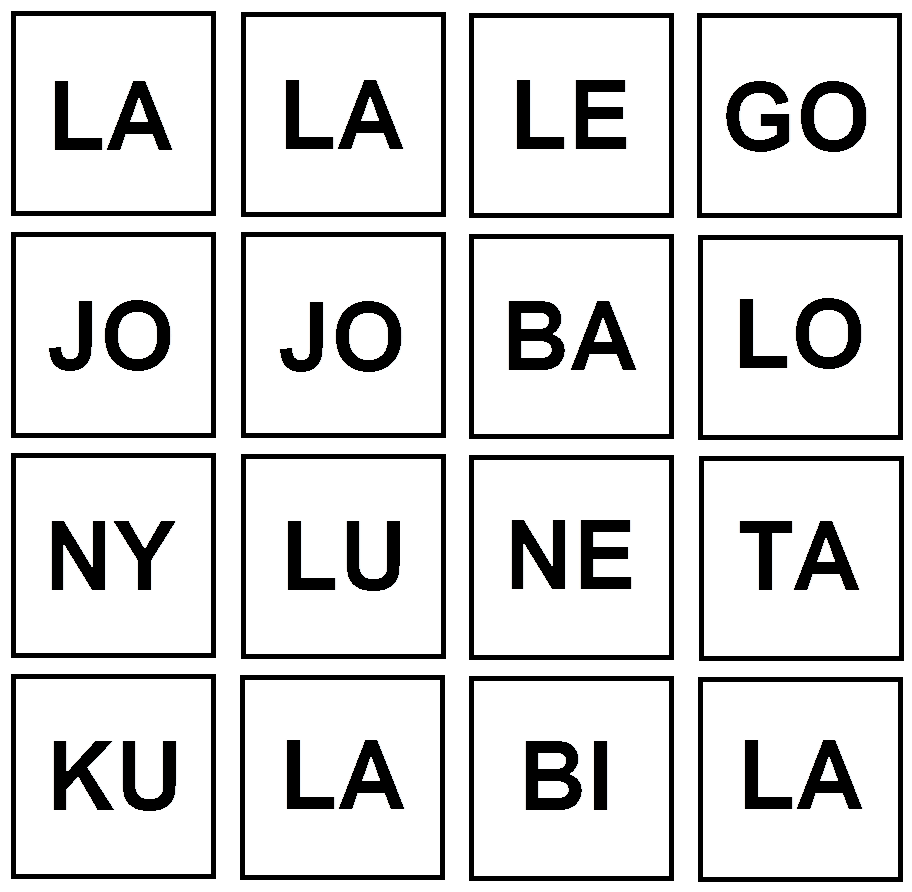 LA LA LE GO
JO JO BA LO
NY LU NE TA
KU LA BI LA